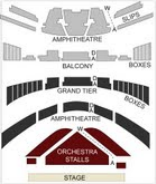 W
SLIPS
A
AMPHITHEATRE
D
A
BALCONY
BOXES
D
A
GRAND TIER
BOXES
AMPHITHEATRE
W
A
ORCHESTRA
STALLS
STAGE